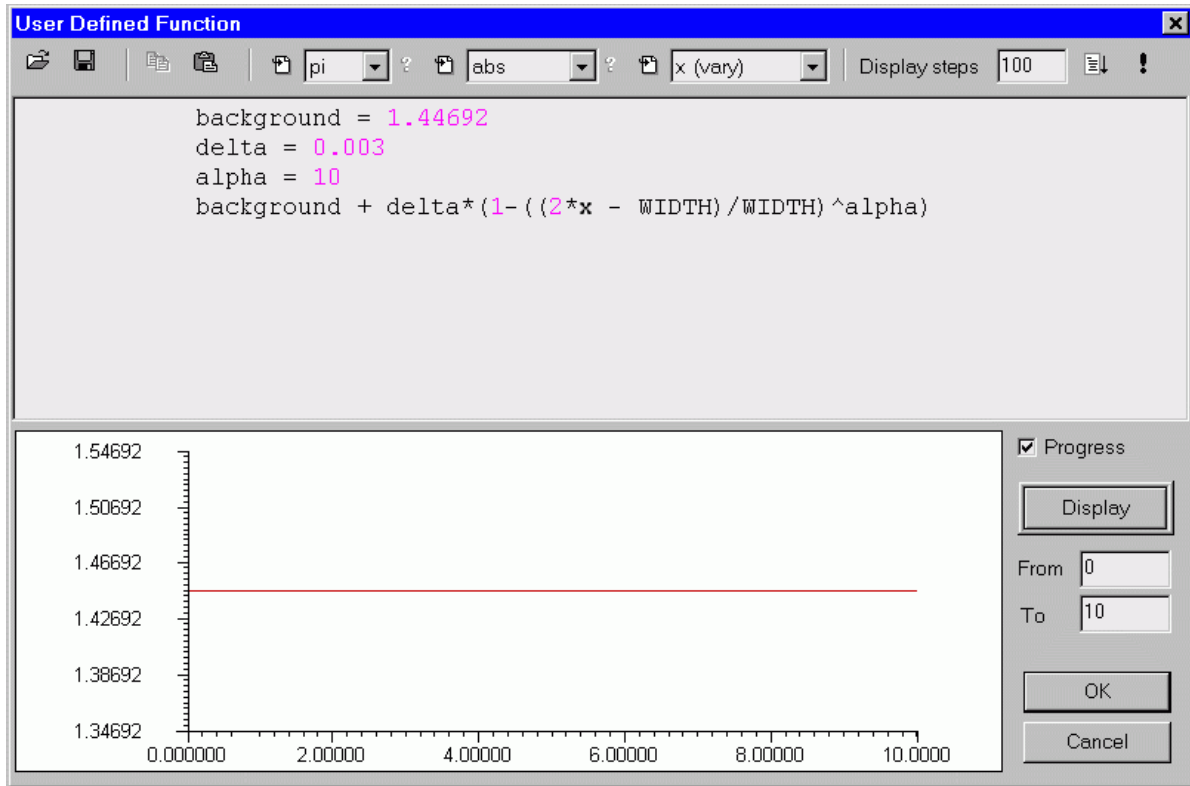 User Defined Function
pi ? abs ? x (vary) Display steps 100
background = 1.44692
delta = 0.003
alpha = 10
background + delta*(1-((2*x - WIDTH)/WIDTH)^alpha)
1.54692
1.50692
1.46692
1.42692
1.38692
1.34692
0.000000 2.00000 4.00000 6.00000 8.00000 10.0000
Progress
Display
From 0
To 10
OK
Cancel